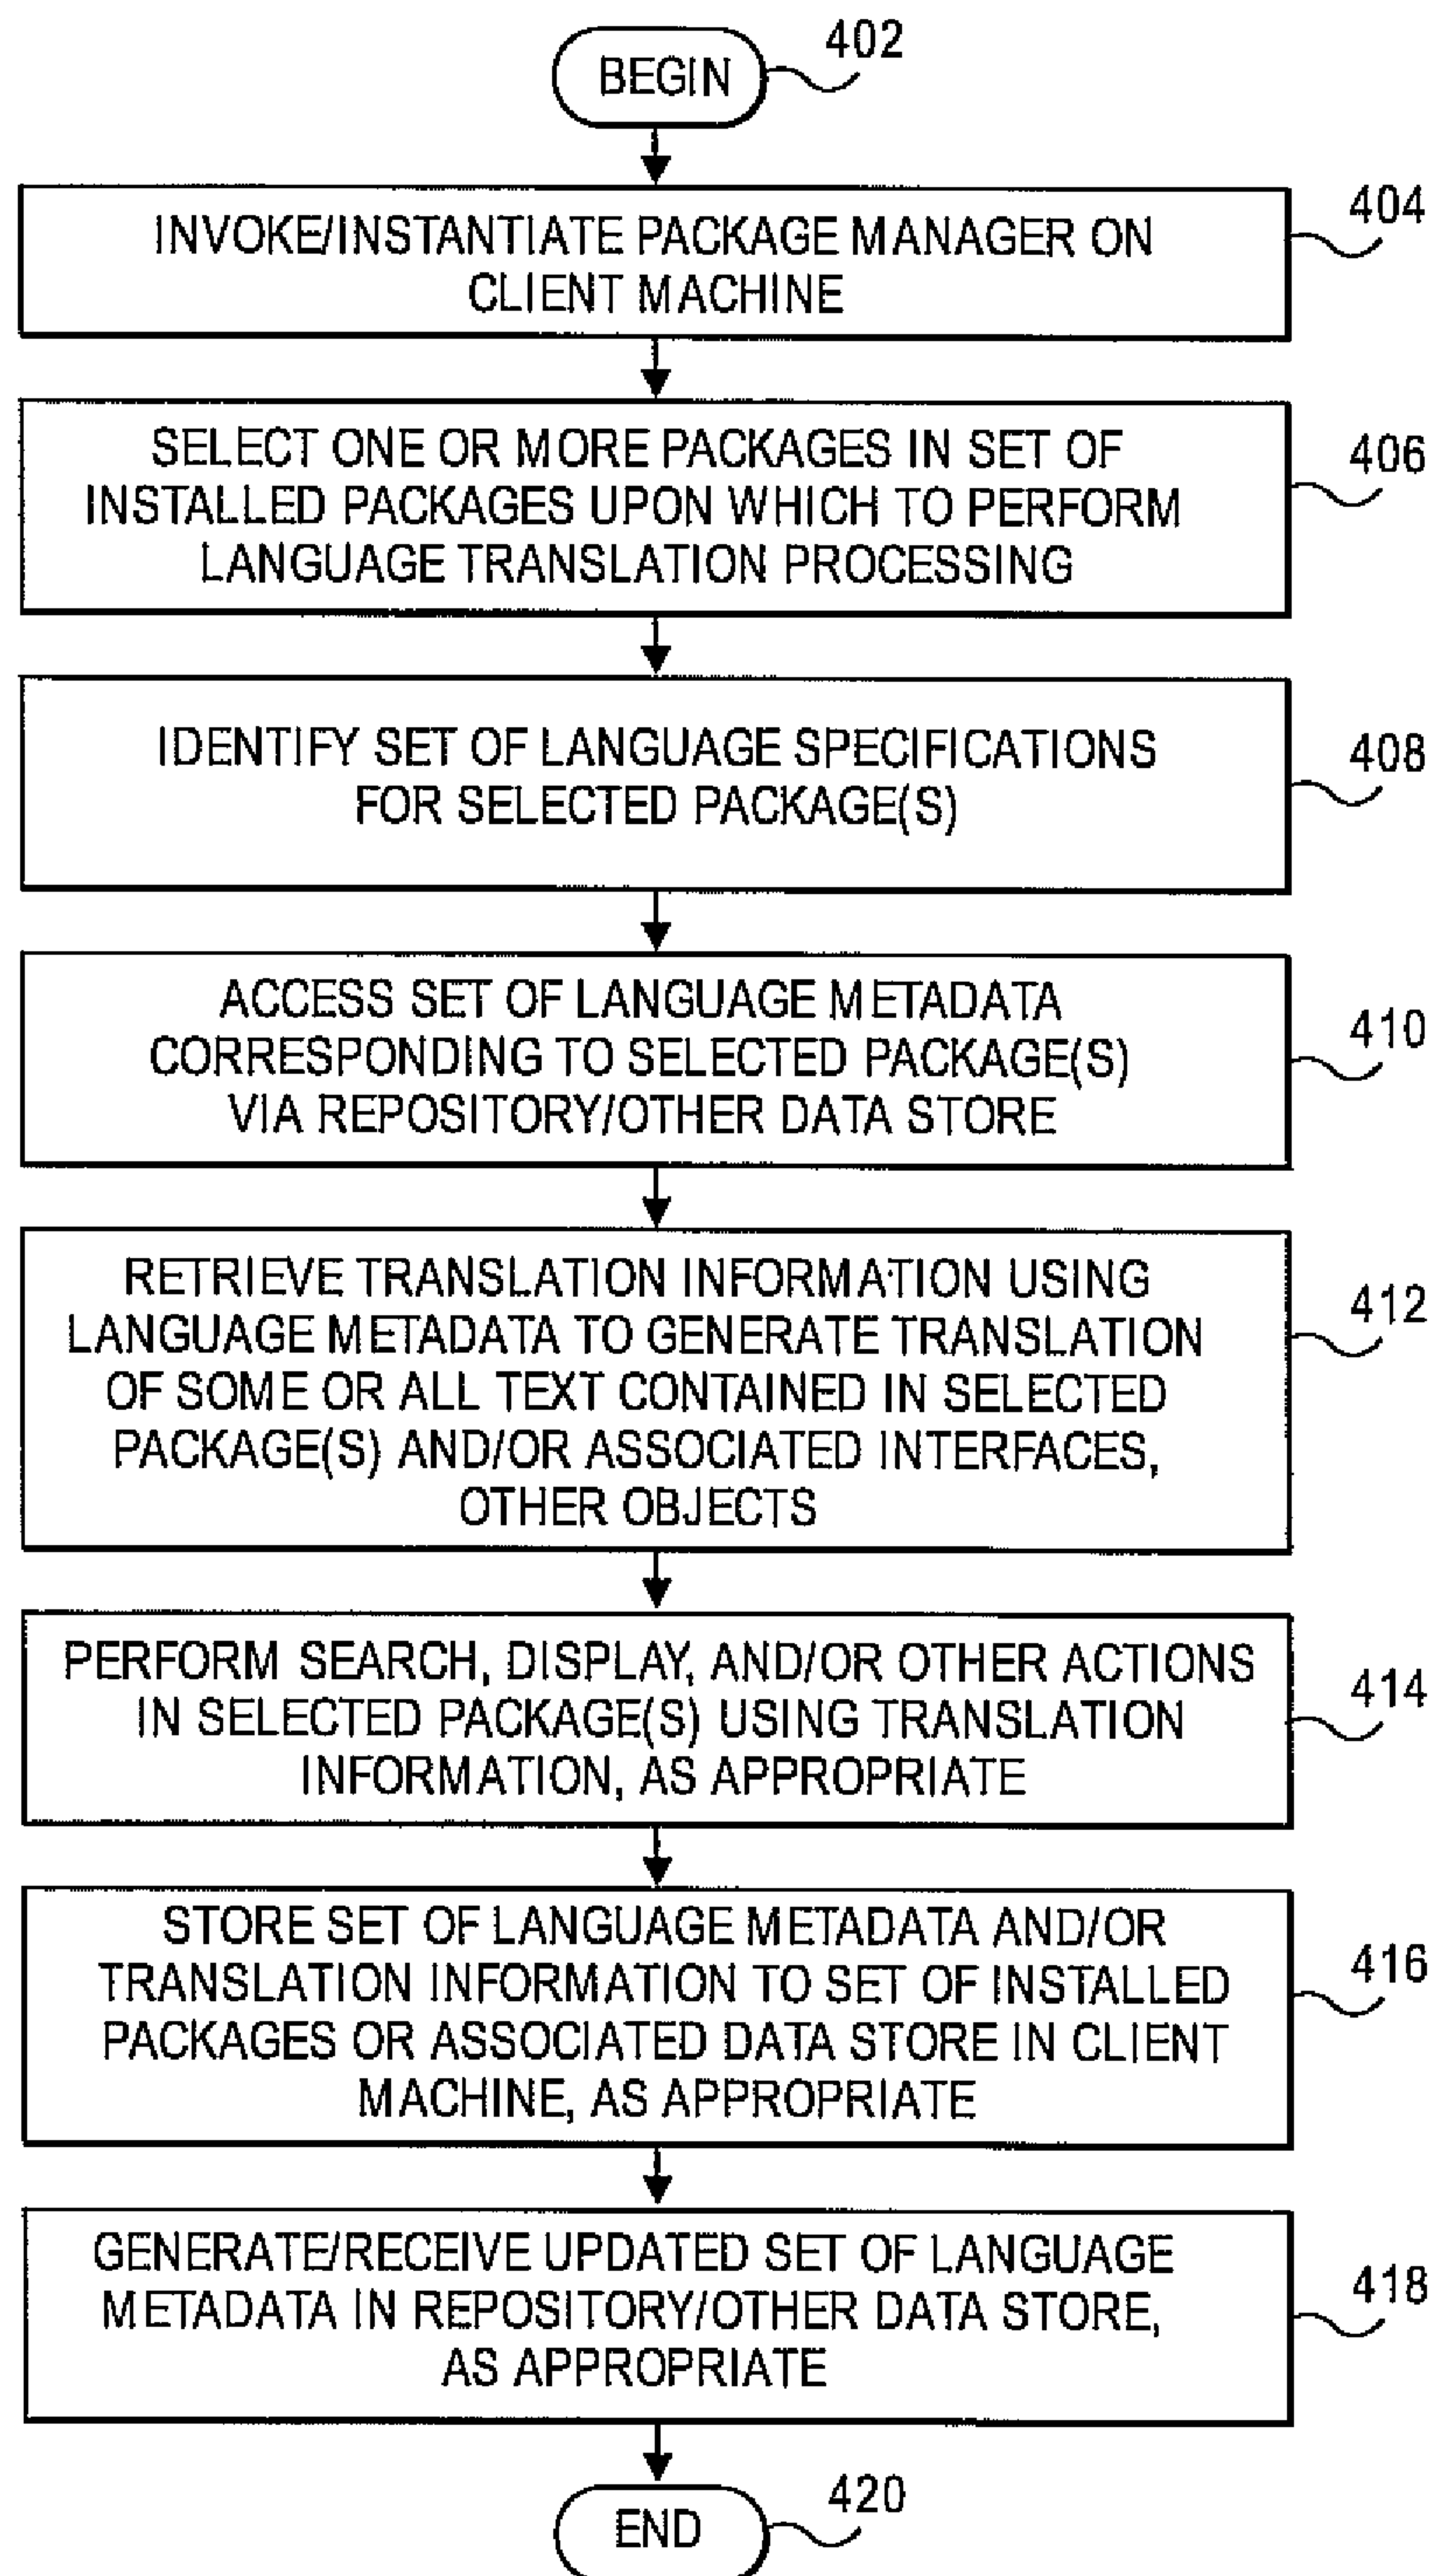 BEGIN
402
INVOKE/INSTANTIATE PACKAGE MANAGER ON
CLIENT MACHINE
404
SELECT ONE OR MORE PACKAGES IN SET OF
INSTALLED PACKAGES UPON WHICH TO PERFORM
LANGUAGE TRANSLATION PROCESSING
406
IDENTIFY SET OF LANGUAGE SPECIFICATIONS
FOR SELECTED PACKAGE(S)
408
ACCESS SET OF LANGUAGE METADATA
CORRESPONDING TO SELECTED PACKAGE(S)
VIA REPOSITORY/OTHER DATA STORE
410
RETRIEVE TRANSLATION INFORMATION USING
LANGUAGE METADATA TO GENERATE TRANSLATION
OF SOME OR ALL TEXT CONTAINED IN SELECTED
PACKAGE(S) AND/OR ASSOCIATED INTERFACES,
OTHER OBJECTS
412
PERFORM SEARCH, DISPLAY, AND/OR OTHER ACTIONS
IN SELECTED PACKAGE(S) USING TRANSLATION
INFORMATION, AS APPROPRIATE
414
STORE SET OF LANGUAGE METADATA AND/OR
TRANSLATION INFORMATION TO SET OF INSTALLED
PACKAGES OR ASSOCIATED DATA STORE IN CLIENT
MACHINE, AS APPROPRIATE
416
GENERATE/RECEIVE UPDATED SET OF LANGUAGE
METADATA IN REPOSITORY/OTHER DATA STORE,
AS APPROPRIATE
418
END
420